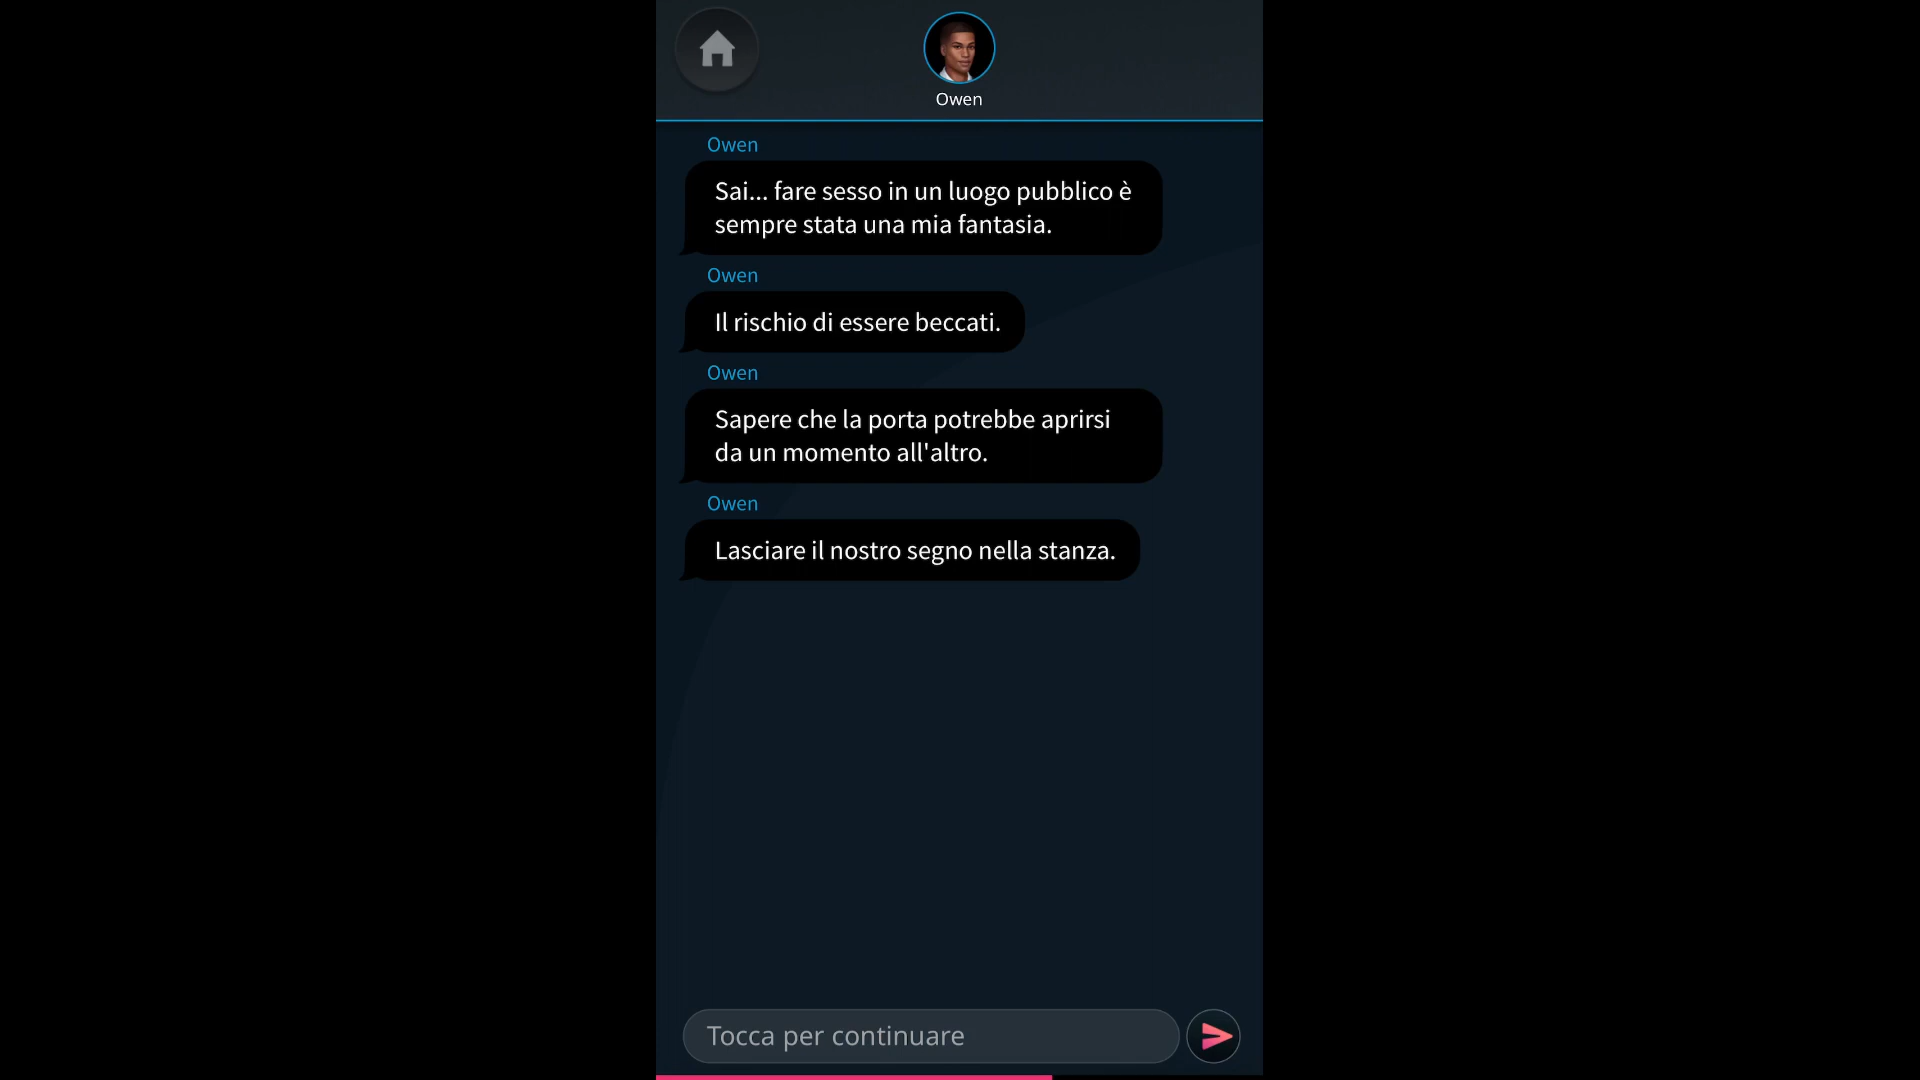 Owen
Owen
Sai... fare sesso in un luogo pubblico è
sempre stata una mia fantasia.
Owen
Il rischio di essere beccati.
Owen
Sapere che la porta potrebbe aprirsi
da un momento all'altro.
Owen
Lasciare il nostro segno nella stanza.
Tocca per continuare